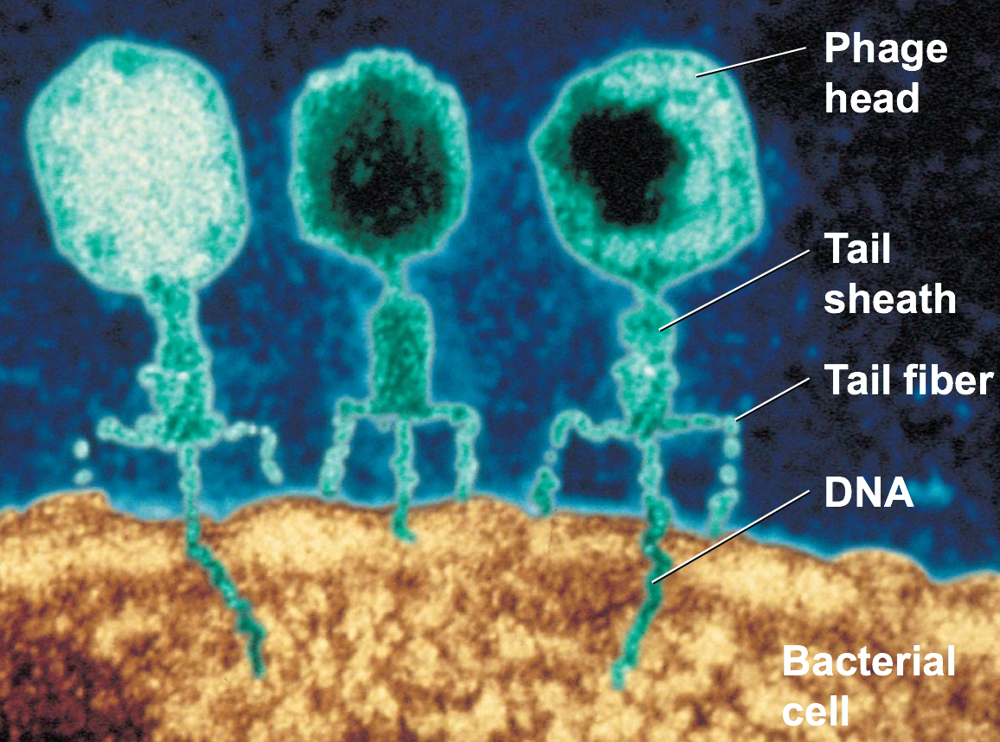 Phage
head
Tail
sheath
Tail fiber
DNA
Bacterial
cell